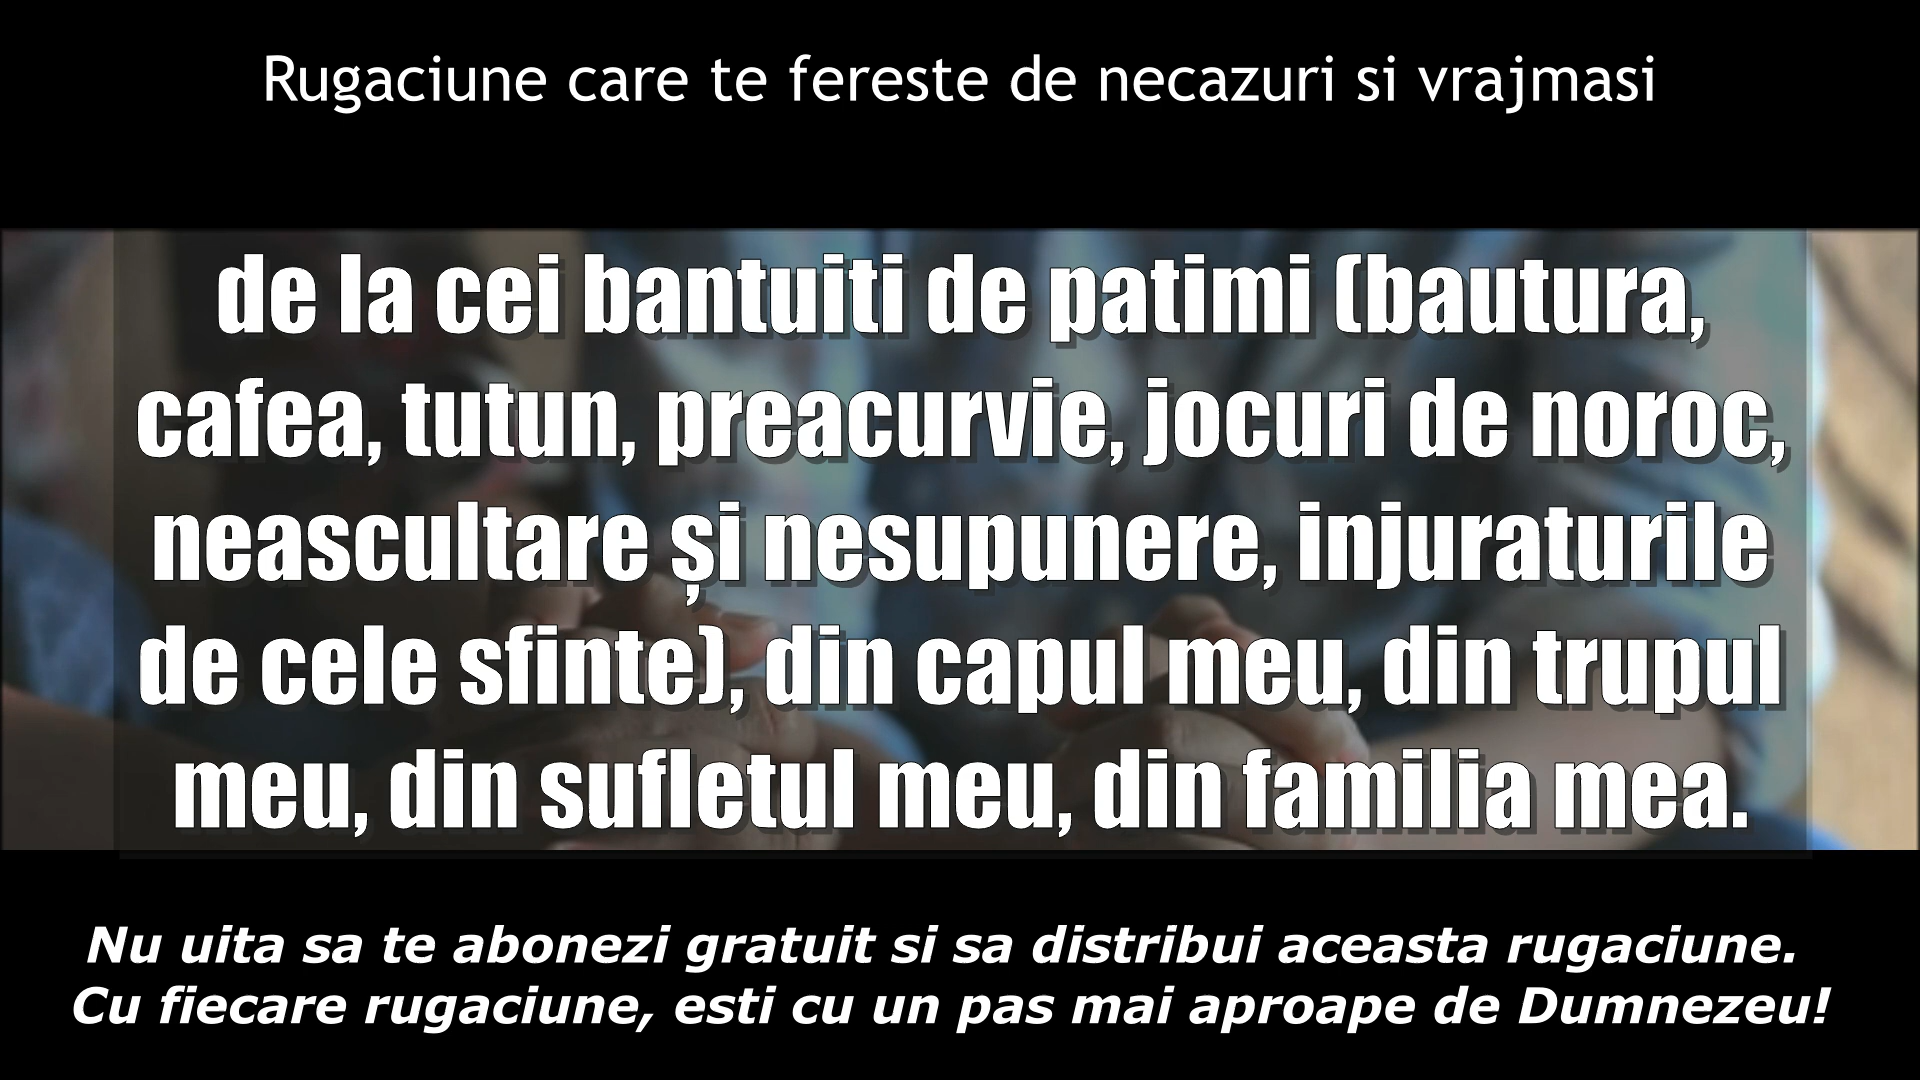 Rugaciune care te fereste de necazuri si vrajmasi
de la cei bantuiti de patimi (bautura,
cafea, tutun, preacurvie, jocuri de noroc,
neascultare și nesupunere, injuraturile
de cele sfinte), din capul meu, din trupul
meu, din sufletul meu, din familia mea.
Nu uita sa te abonezi gratuit si sa distribui aceasta rugaciune.
Cu fiecare rugaciune, esti cu un pas mai aproape de Dumnezeu!